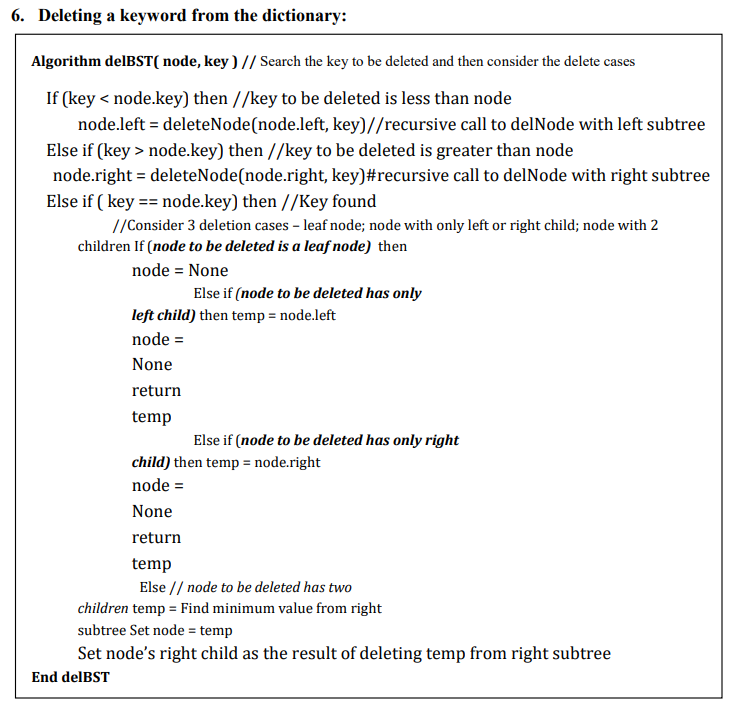 6. Deleting a keyword from the dictionary:
Algorithm delBST( node, key ) // Search the key to be deleted and then consider the delete cases
If (key < node.key) then //key to be deleted is less than node
node.left = deleteNode(node.left, key)//recursive call to delNode with left subtree
Else if (key > node.key) then //key to be deleted is greater than node
node.right = deleteNode(node.right, key)#recursive call to delNode with right subtree
Else if ( key == node.key) then //Key found
//Consider 3 deletion cases – leaf node; node with only left or right child; node with 2
children If (node to be deleted is a leaf node) then
node = None
Else if (node to be deleted has only
left child) then temp = node.left
node =
None
return
temp
Else if (node to be deleted has only right
child) then temp = node.right
node =
None
return
temp
Else // node to be deleted has two
children temp = Find minimum value from right
subtree Set node = temp
Set node's right child as the result of deleting temp from right subtree
End delBST